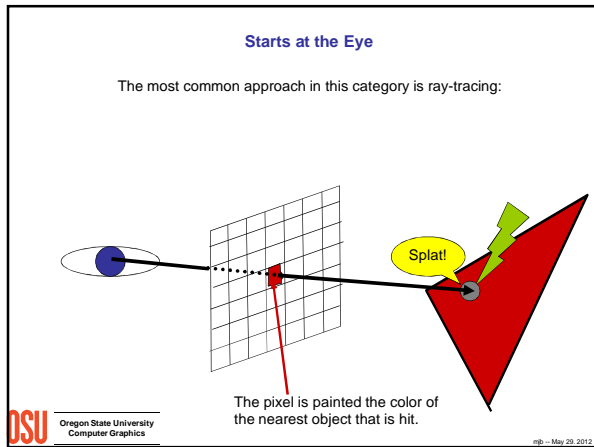 Starts at the Eye
The most common approach in this category is ray-tracing:
Splat!
The pixel is painted the color of
the nearest object that is hit.
OSU
Oregon State University
Computer Graphics
mjb – May 29, 2012